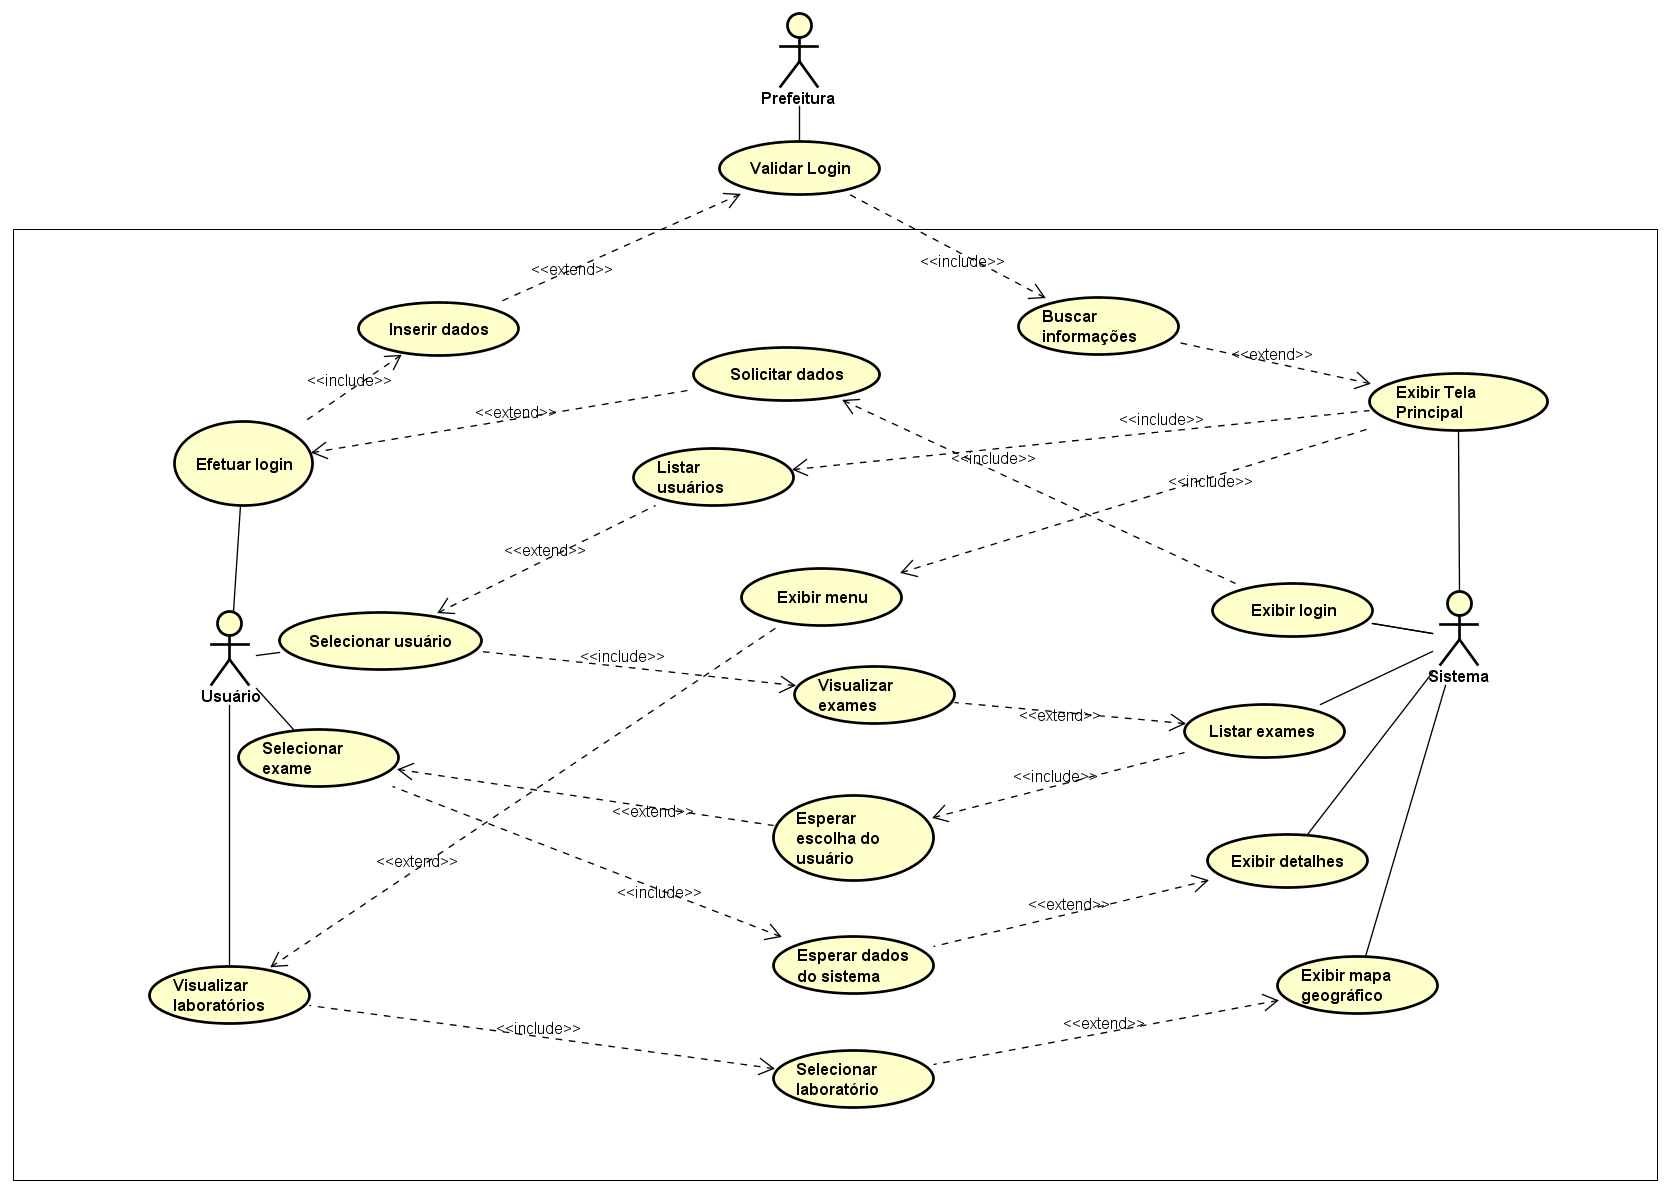 Prefeitura
Validar Login
<<extend>>
<<include>>
Inserir dados
Buscar
informações
<<extend>>
<<include>>
Solicitar dados
Exibir Tela
Principal
<<extend>>
<<include>>
Efetuar login
<<include>>
Listar
usuários
<<include>>
<<extend>>
Exibir menu
Exibir login
Selecionar usuário
<<include>>
Usuário
Sistema
Visualizar
exames
<<extend>>
Listar exames
Selecionar
exame
<<include>>
<<extend>>
Esperar
escolha do
usuário
<<extend>>
Exibir detalhes
<<include>>
<<extend>>
Esperar dados
do sistema
Visualizar
laboratórios
Exibir mapa
geográfico
<<include>>
<<extend>>
Selecionar
laboratório